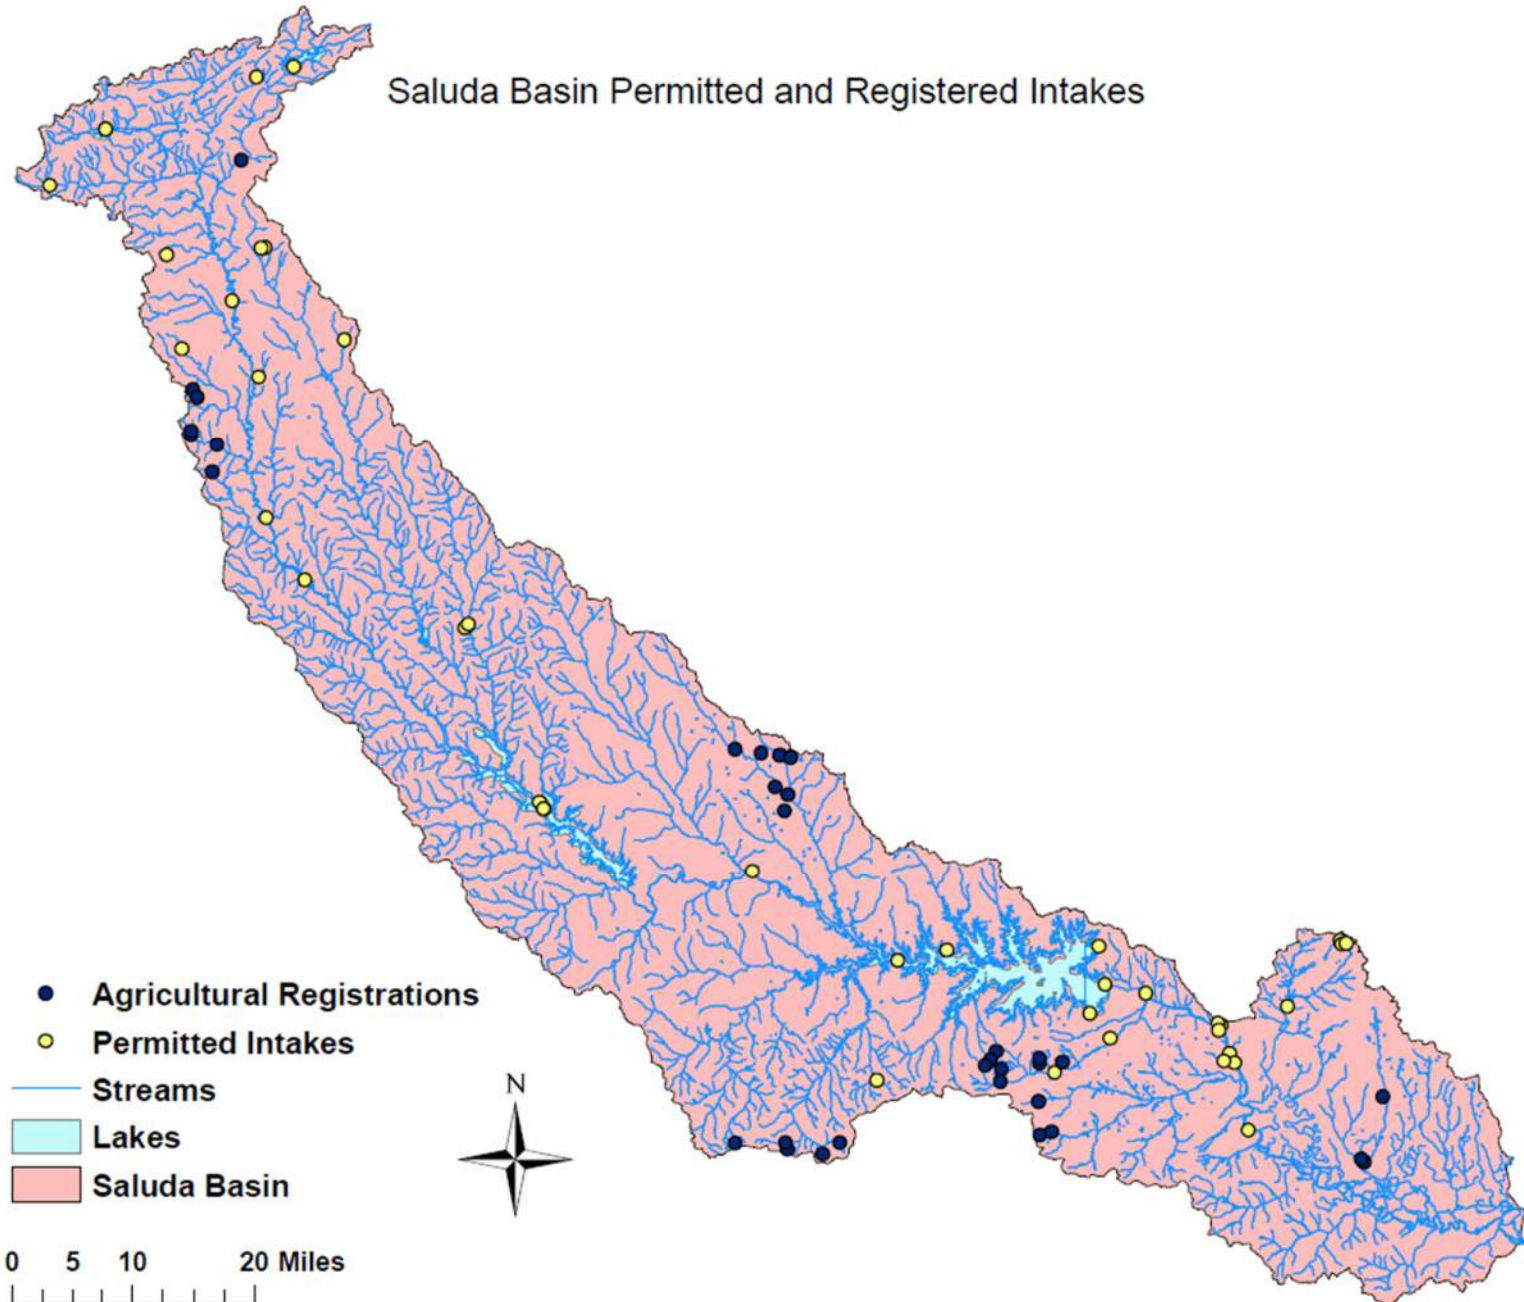 Saluda Basin Permitted and Registered Intakes
Agricultural Registrations
Permitted Intakes
Streams
Lakes
Saluda Basin
N
0 5 10 20 Miles